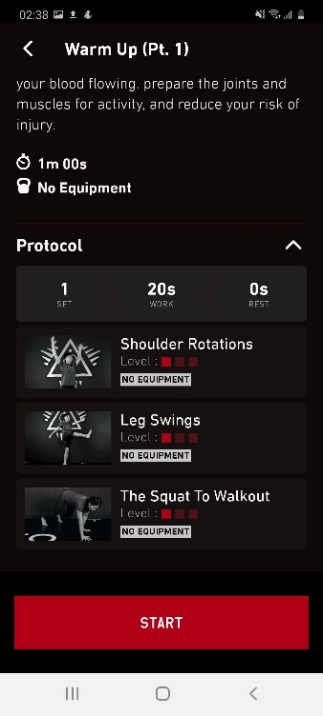 02:38
Warm Up (Pt. 1)
your blood flowing, prepare the joints and
muscles for activity, and reduce your risk of
injury.
1m 00s
No Equipment
Protocol
1 20s 0s
SET WORK REST
Shoulder Rotations
Level :
NO EQUIPMENT
Leg Swings
Level :
NO EQUIPMENT
The Squat To Walkout
Level :
NO EQUIPMENT
START